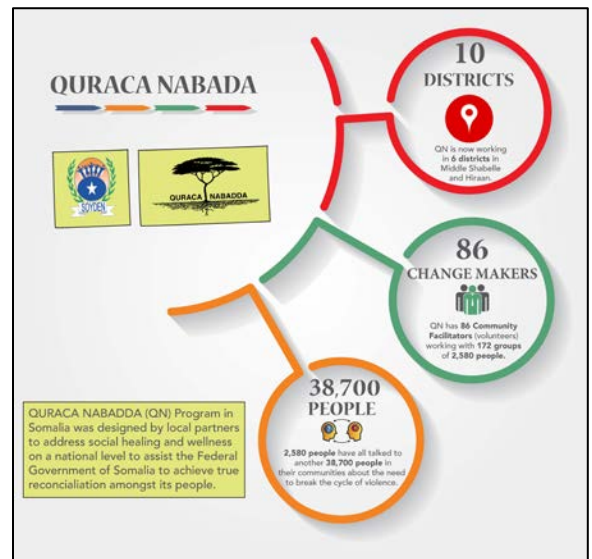 QURACA NABADA
SOYDEN
QURACA NABADDA
10
DISTRICTS
QN is now working
in 6 districts in
Middle Shabelle
and Hiraan.
86
CHANGE MAKERS
QN has 86 Community
Facilitators (volunteers)
working with 172 groups
of 2,580 people.
38,700
PEOPLE
2,580 people have all talked to
another 38,700 people in
their communities about the need
to break the cycle of violence.
QURACA NABADDA (QN) Program in
Somalia was designed by local partners
to address social healing and wellness
on a national level to assist the Federal
Government of Somalia to achieve true
reconcialiation amongst its people.